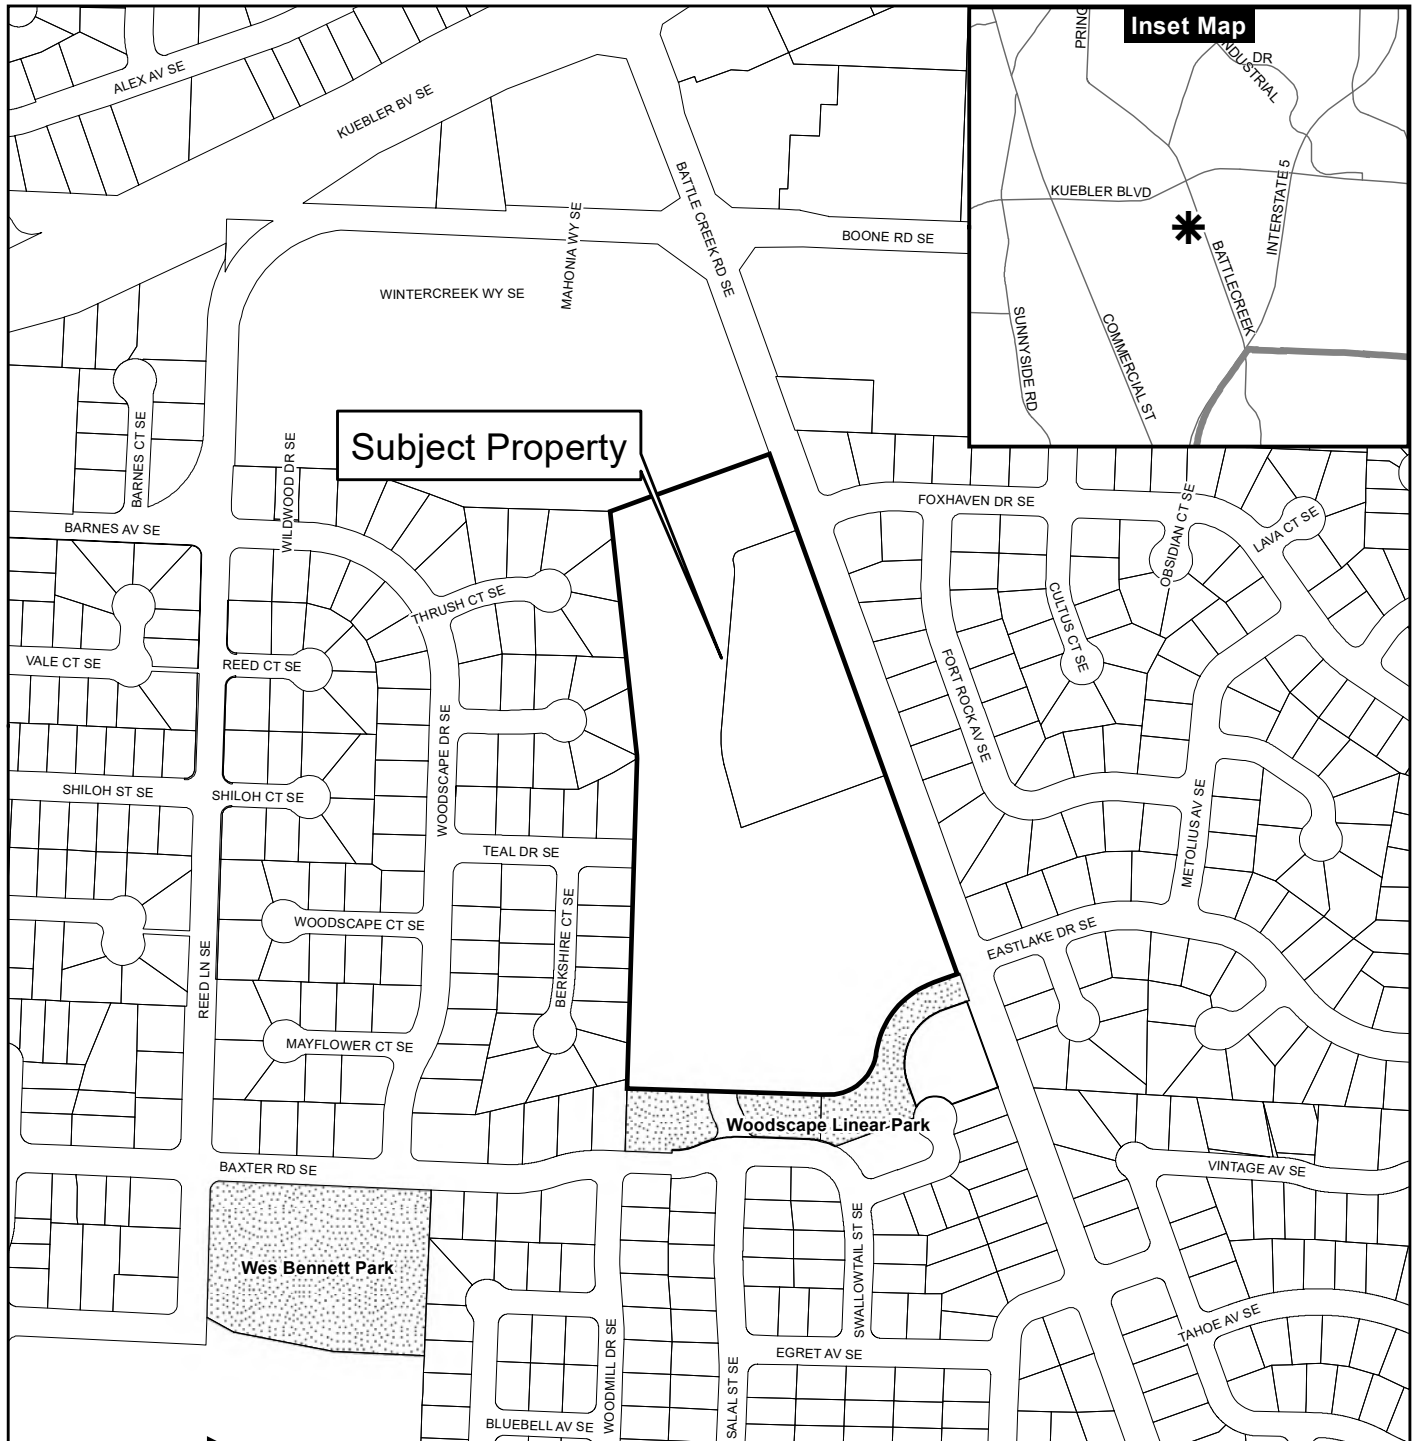 Inset Map
PRING
INDUSTRIAL
DR
KUEBLER BLVD
INTERSTATE 5
BATTLECREEK
COMMERCIAL ST
SUNNYSIDE RD
ALEX AV SE
KUEBLER BV SE
BATTLE CREEK RD SE
BOONE RD SE
MAHONIA WY SE
WINTERCREEK WY SE
Subject Property
BARNES CT SE
WILDWOOD DR SE
BARNES AV SE
FOXHAVEN DR SE
OBSIDIAN CT SE
LAVA CT SE
THRUSH CT SE
CULTUS CT SE
VALE CT SE
REED CT SE
FORT ROCK AV SE
WOODSCAPE DR SE
SHILOH ST SE
SHILOH CT SE
METOLIUS AV SE
TEAL DR SE
BERKSHIRE CT SE
WOODSCAPE CT SE
EASTLAKE DR SE
REED LN SE
MAYFLOWER CT SE
Woodscape Linear Park
BAXTER RD SE
VINTAGE AV SE
Wes Bennett Park
SWALLOWTAIL ST SE
TAHOE AV SE
WOODMILL DR SE
EGRET AV SE
SALAL ST SE
BLUEBELL AV SE